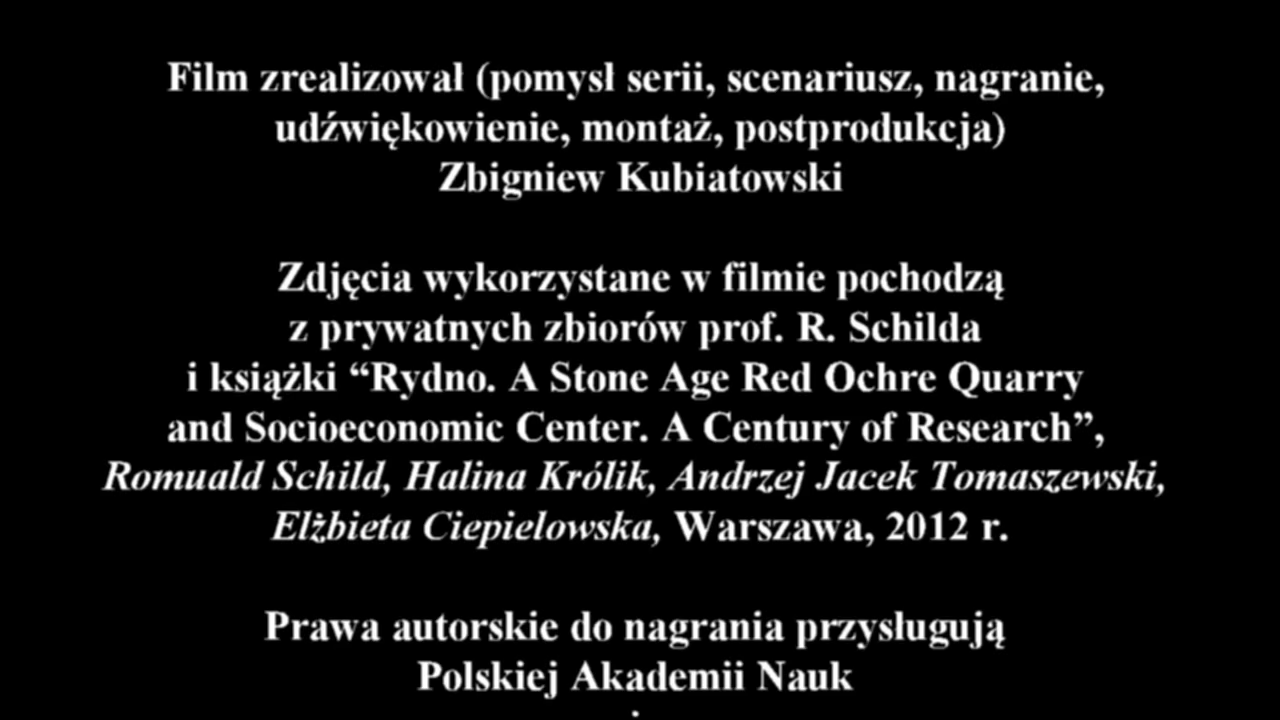 Film zrealizował (pomysł serii, scenariusz, nagranie,
udźwiękowienie, montaż, postprodukcja)
Zbigniew Kubiatowski
Zdjęcia wykorzystane w filmie pochodzą
z prywatnych zbiorów prof. R. Schilda
i książki “Rydno. A Stone Age Red Ochre Quarry
and Socioeconomic Center. A Century of Research”,
Romuald Schild, Halina Królik, Andrzej Jacek Tomaszewski,
Elżbieta Ciepielowska, Warszawa, 2012 r.
Prawa autorskie do nagrania przysługują
Polskiej Akademii Nauk